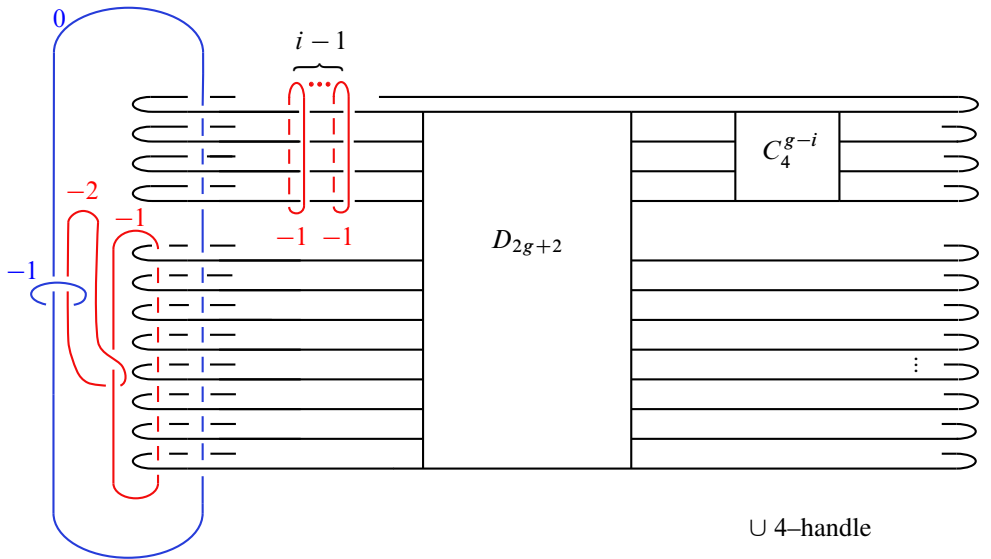 0
i − 1
...
C_4^{g−i}
−2
−1
−1 −1
D_{2g+2}
−1
⋮
∪ 4–handle